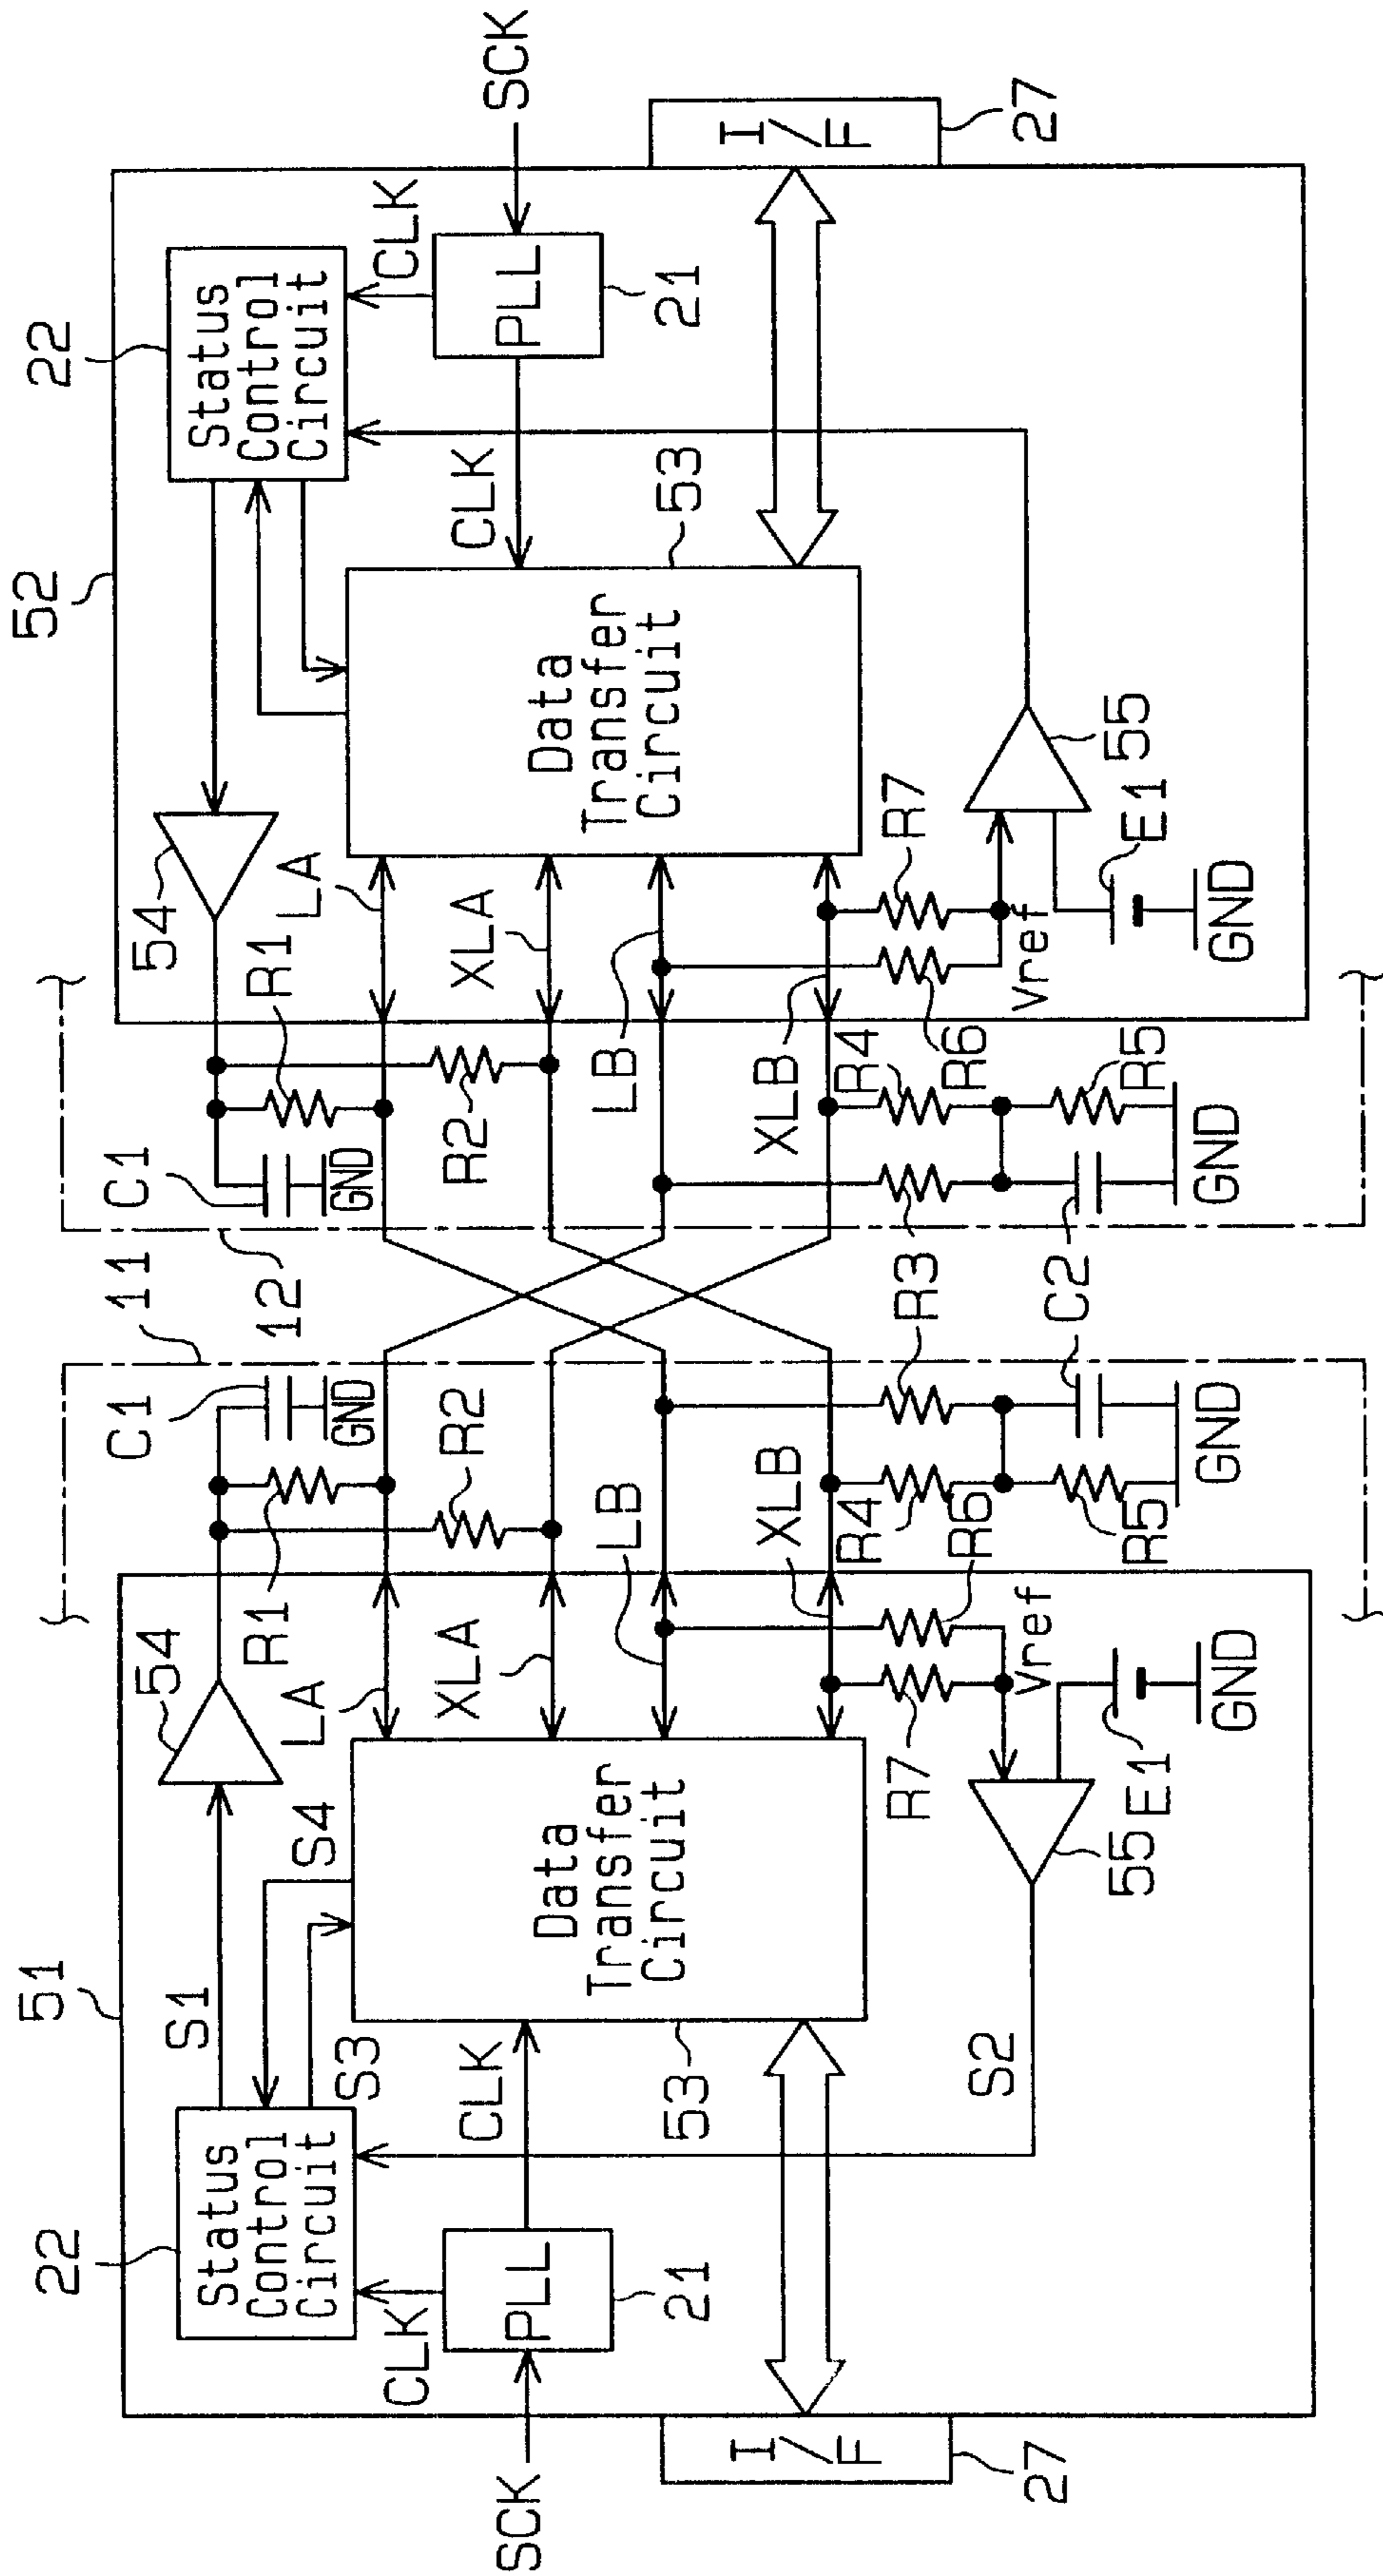 11
12
51
52
22
Status
Control
Circuit
S1
54
R1
C1
GND
C1
GND
R1
54
22
Status
Control
Circuit
S3
S4
LA
R2
R2
LA
CLK
CLK
XLA
XLA
CLK
CLK
SCK
PLL
21
Data
Transfer
Circuit
53
LB
LB
Data
Transfer
Circuit
53
PLL
21
SCK
XLB
XLB
I/F
27
R7
R6
R4
R3
R3
R4
R6
R7
I/F
27
S2
55
Vref
E1
GND
R5
C2
GND
C2
R5
GND
Vref
E1
GND
55